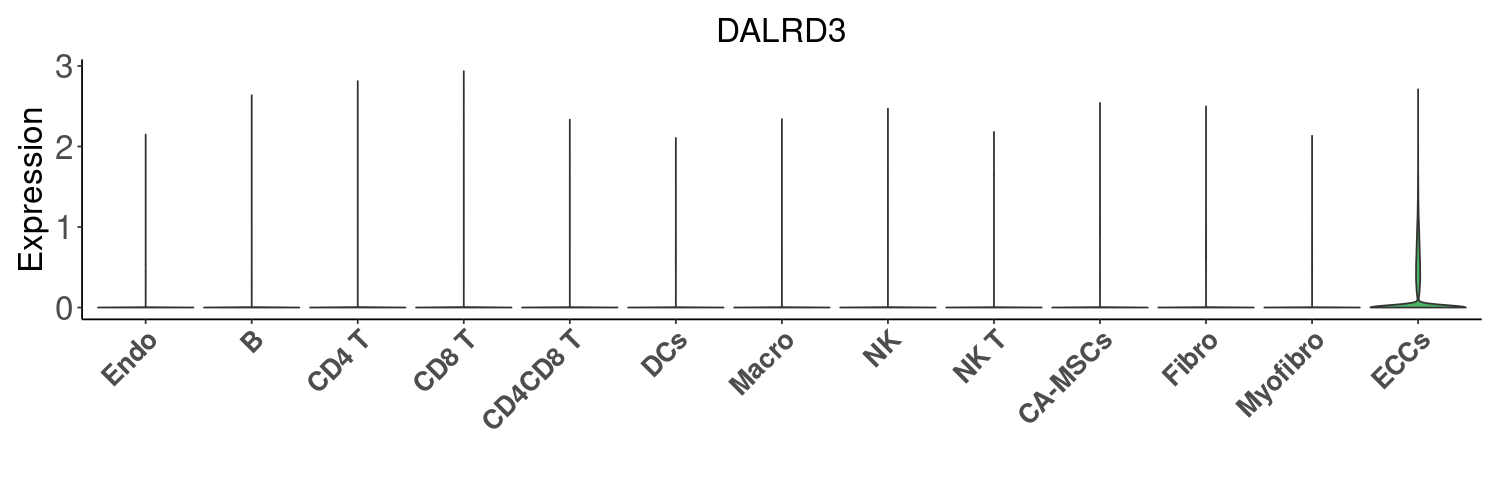 DALRD3
Expression
3
2
1
0
Endo
B
CD4 T
CD8 T
CD4CD8 T
DCs
Macro
NK
NK T
CA-MSCs
Fibro
Myofibro
ECCs